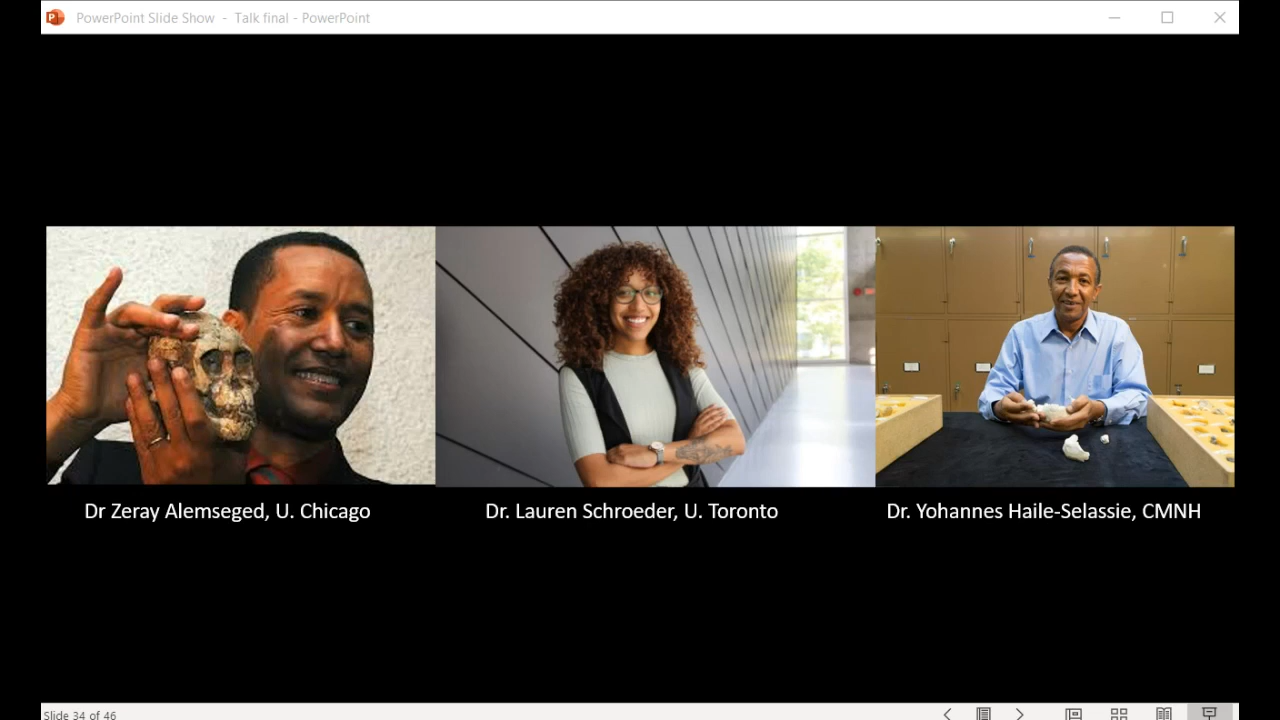 PowerPoint Slide Show - Talk final - PowerPoint
Dr Zeray Alemseged, U. Chicago
Dr. Lauren Schroeder, U. Toronto
Dr. Yohannes Haile-Selassie, CMNH
Slide 34 of 46